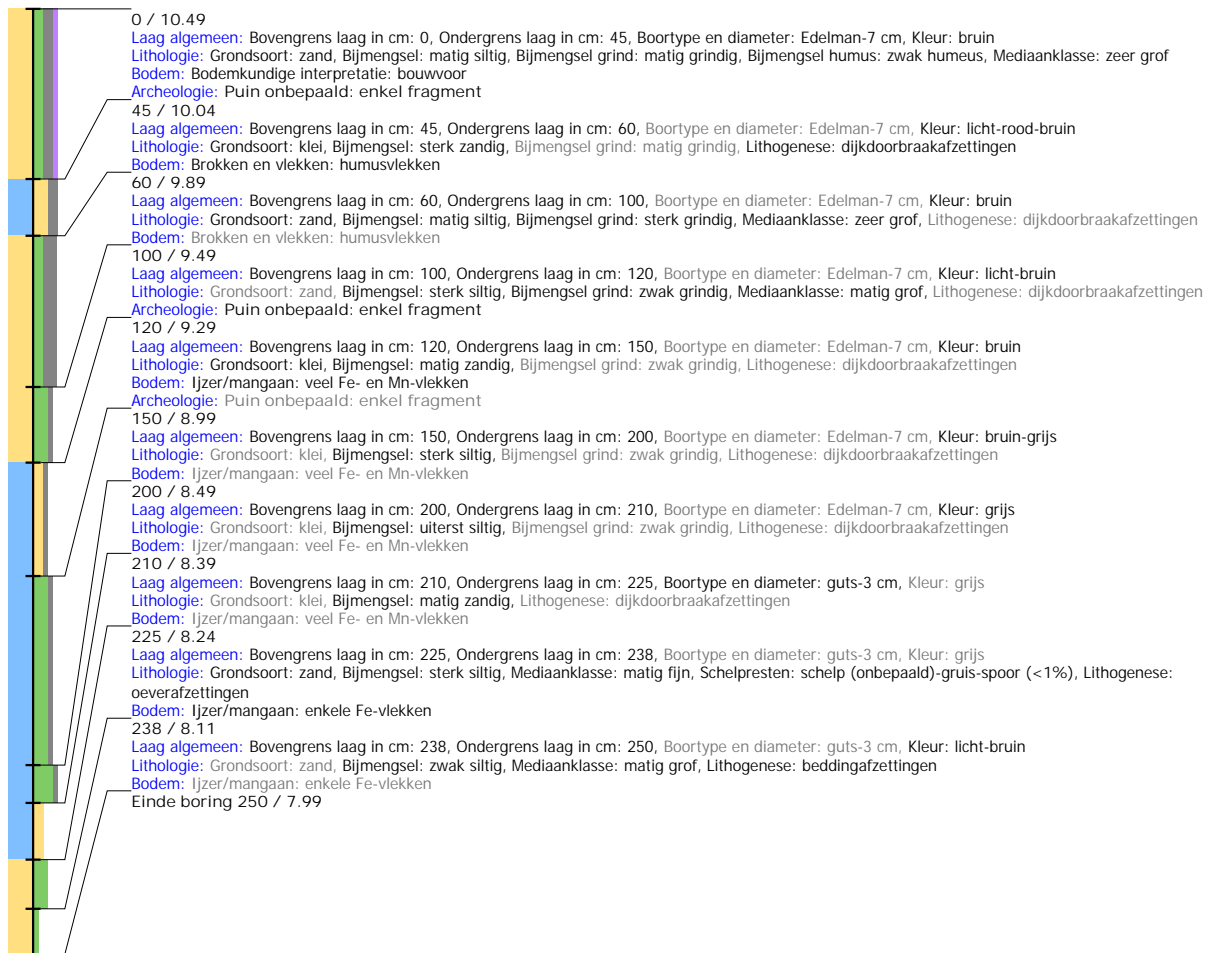 0 / 10.49
Laag algemeen: Bovengrens laag in cm: 0, Ondergrens laag in cm: 45, Boortype en diameter: Edelman-7 cm, Kleur: bruin
Lithologie: Grondsoort: zand, Bijmengsel: matig siltig, Bijmengsel grind: matig grindig, Bijmengsel humus: zwak humeus, Mediaanklasse: zeer grof
Bodem: Bodemkundige interpretatie: bouwvoor
Archeologie: Puin onbepaald: enkel fragment
45 / 10.04
Laag algemeen: Bovengrens laag in cm: 45, Ondergrens laag in cm: 60, Boortype en diameter: Edelman-7 cm, Kleur: licht-rood-bruin
Lithologie: Grondsoort: klei, Bijmengsel: sterk zandig, Bijmengsel grind: matig grindig, Lithogenese: dijkdoorbraakafzettingen
Bodem: Brokken en vlekken: humusvlekken
60 / 9.89
Laag algemeen: Bovengrens laag in cm: 60, Ondergrens laag in cm: 100, Boortype en diameter: Edelman-7 cm, Kleur: bruin
Lithologie: Grondsoort: zand, Bijmengsel: matig siltig, Bijmengsel grind: sterk grindig, Mediaanklasse: zeer grof, Lithogenese: dijkdoorbraakafzettingen
Bodem: Brokken en vlekken: humusvlekken
100 / 9.49
Laag algemeen: Bovengrens laag in cm: 100, Ondergrens laag in cm: 120, Boortype en diameter: Edelman-7 cm, Kleur: licht-bruin
Lithologie: Grondsoort: zand, Bijmengsel: sterk siltig, Bijmengsel grind: zwak grindig, Mediaanklasse: matig grof, Lithogenese: dijkdoorbraakafzettingen
Archeologie: Puin onbepaald: enkel fragment
120 / 9.29
Laag algemeen: Bovengrens laag in cm: 120, Ondergrens laag in cm: 150, Boortype en diameter: Edelman-7 cm, Kleur: bruin
Lithologie: Grondsoort: klei, Bijmengsel: matig zandig, Bijmengsel grind: zwak grindig, Lithogenese: dijkdoorbraakafzettingen
Bodem: Ijzer/mangaan: veel Fe- en Mn-vlekken
Archeologie: Puin onbepaald: enkel fragment
150 / 8.99
Laag algemeen: Bovengrens laag in cm: 150, Ondergrens laag in cm: 200, Boortype en diameter: Edelman-7 cm, Kleur: bruin-grijs
Lithologie: Grondsoort: klei, Bijmengsel: sterk siltig, Bijmengsel grind: zwak grindig, Lithogenese: dijkdoorbraakafzettingen
Bodem: Ijzer/mangaan: veel Fe- en Mn-vlekken
200 / 8.49
Laag algemeen: Bovengrens laag in cm: 200, Ondergrens laag in cm: 210, Boortype en diameter: Edelman-7 cm, Kleur: grijs
Lithologie: Grondsoort: klei, Bijmengsel: uiterst siltig, Bijmengsel grind: zwak grindig, Lithogenese: dijkdoorbraakafzettingen
Bodem: Ijzer/mangaan: veel Fe- en Mn-vlekken
210 / 8.39
Laag algemeen: Bovengrens laag in cm: 210, Ondergrens laag in cm: 225, Boortype en diameter: guts-3 cm, Kleur: grijs
Lithologie: Grondsoort: klei, Bijmengsel: matig zandig, Lithogenese: dijkdoorbraakafzettingen
Bodem: Ijzer/mangaan: veel Fe- en Mn-vlekken
225 / 8.24
Laag algemeen: Bovengrens laag in cm: 225, Ondergrens laag in cm: 238, Boortype en diameter: guts-3 cm, Kleur: grijs
Lithologie: Grondsoort: zand, Bijmengsel: sterk siltig, Mediaanklasse: matig fijn, Schelpresten: schelp (onbepaald)-gruis-spoor (<1%), Lithogenese:
oeverafzettingen
Bodem: Ijzer/mangaan: enkele Fe-vlekken
238 / 8.11
Laag algemeen: Bovengrens laag in cm: 238, Ondergrens laag in cm: 250, Boortype en diameter: guts-3 cm, Kleur: licht-bruin
Lithologie: Grondsoort: zand, Bijmengsel: zwak siltig, Mediaanklasse: matig grof, Lithogenese: beddingafzettingen
Bodem: Ijzer/mangaan: enkele Fe-vlekken
Einde boring 250 / 7.99